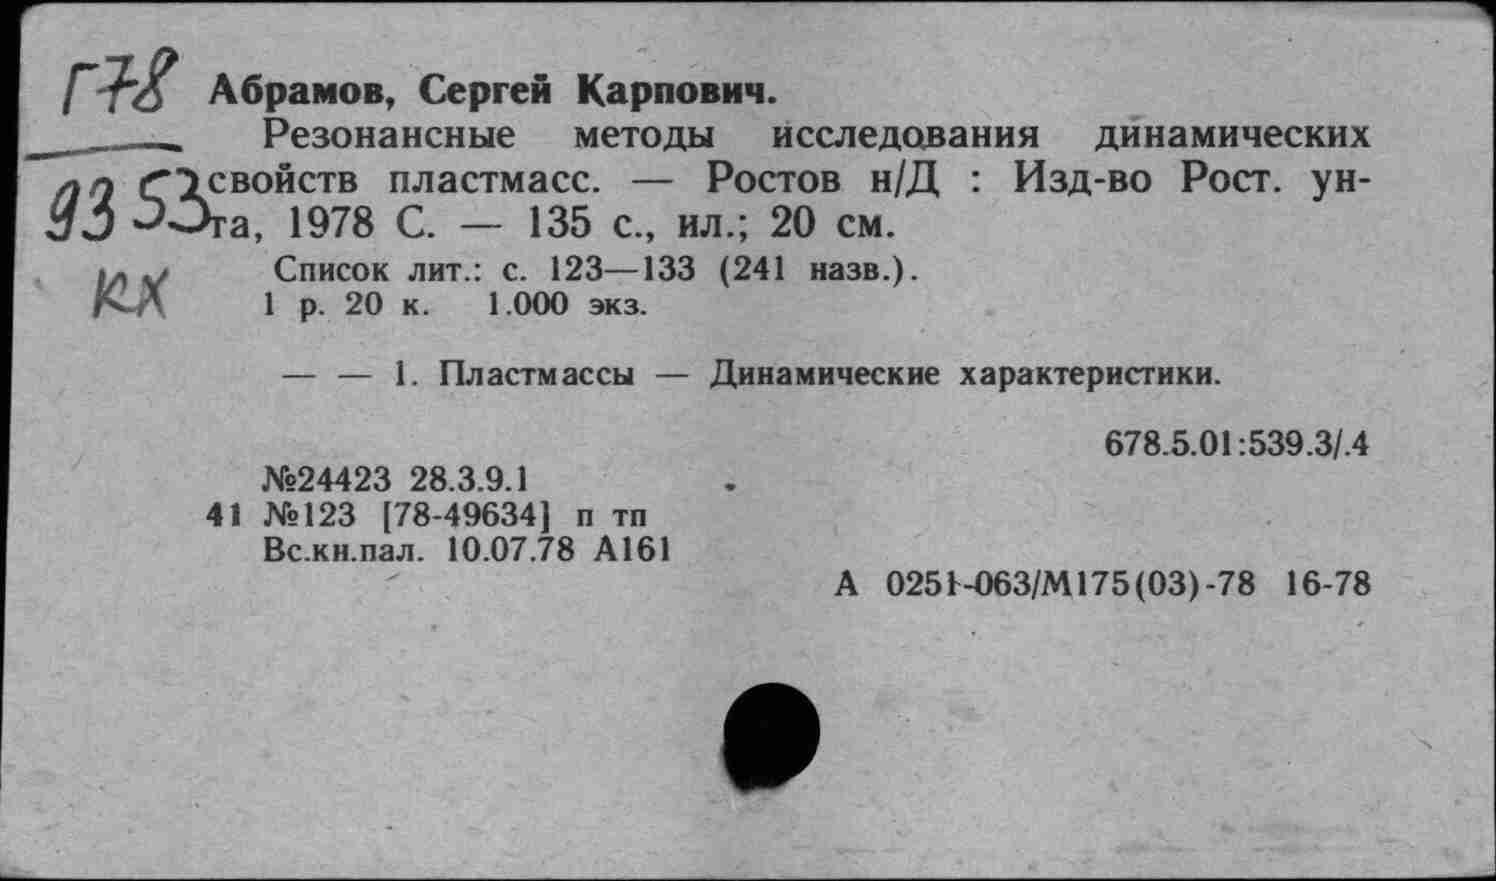 Г78
93 53
КХ
Абрамов, Сергей Карпович.
Резонансные методы исследования динамических
свойств пластмасс. — Ростов н/Д : Изд-во Рост. ун-
та, 1978 С. — 135 с., ил.; 20 см.
Список лит.: с. 123—133 (241 назв.).
1 р. 20 к. 1.000 экз.
— — 1. Пластмассы — Динамические характеристики.
678.5.01:539.3/.4
№24423 28.3.9.1
41 №123 [78-49634] п тп
Вс.кн.пал. 10.07.78 А161
А 0251-063/М175(03)-78 16-78